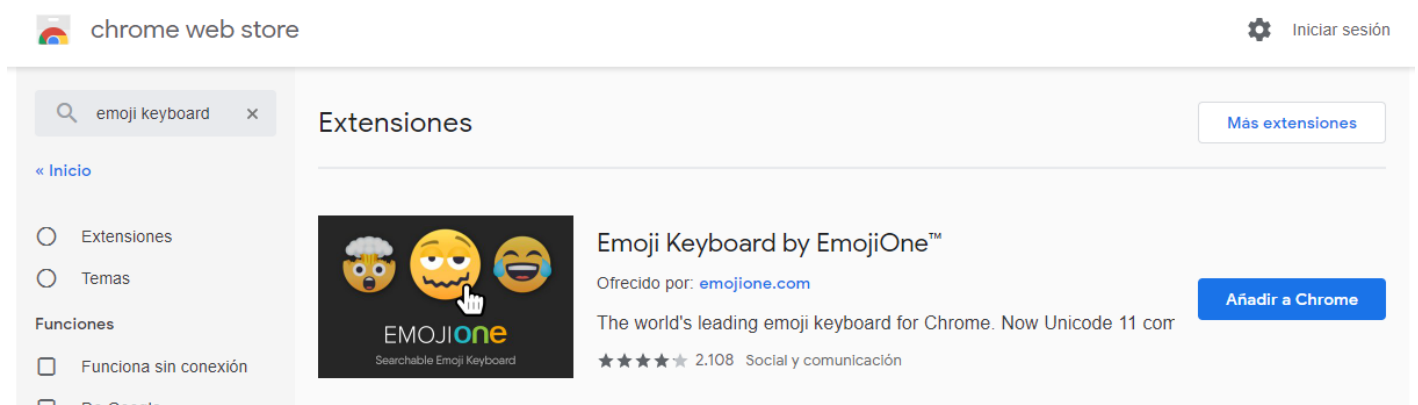 chrome web store
Iniciar sesión
emoji keyboard
« Inicio
Extensiones
Temas
Funciones
Funciona sin conexión
Extensiones
Más extensiones
EMOJIone
Searchable Emoji Keyboard
Emoji Keyboard by EmojiOne™
Ofrecido por: emojione.com
The world's leading emoji keyboard for Chrome. Now Unicode 11 com
2.108 Social y comunicación
Añadir a Chrome